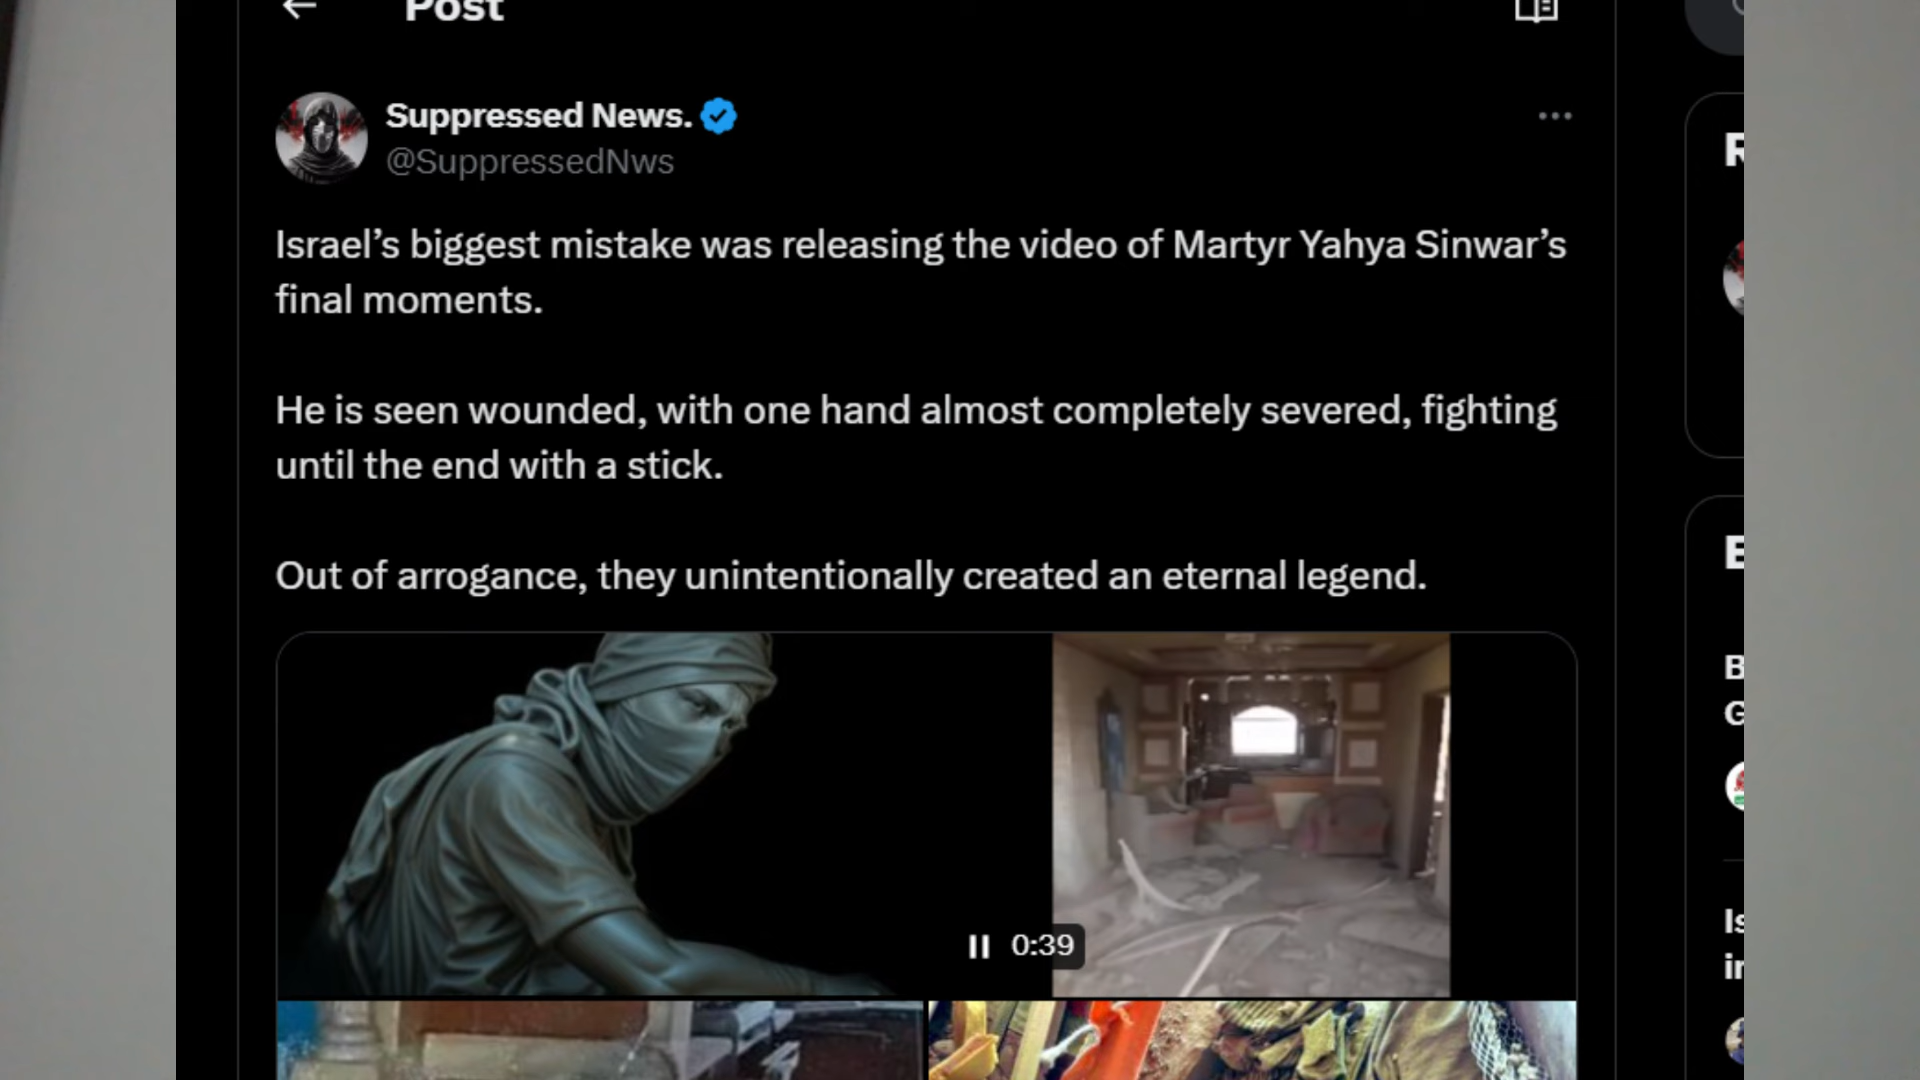 Post
Suppressed News.
@SuppressedNws
Israel’s biggest mistake was releasing the video of Martyr Yahya Sinwar’s
final moments.
He is seen wounded, with one hand almost completely severed, fighting
until the end with a stick.
Out of arrogance, they unintentionally created an eternal legend.
0:39